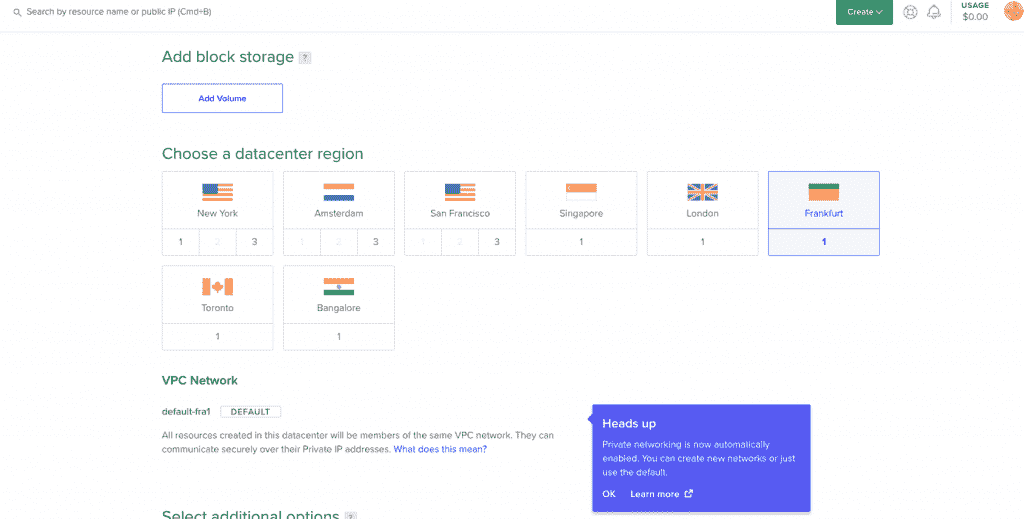 Search by resource name or public IP (Cmd+B)
Create
USAGE
$0.00
Add block storage ?
Add Volume
Choose a datacenter region
New York
1 2 3
Amsterdam
1 2 3
San Francisco
1 2 3
Singapore
1
London
1
Frankfurt
1
Toronto
1
Bangalore
1
VPC Network
default-fra1 DEFAULT
All resources created in this datacenter will be members of the same VPC network. They can
communicate securely over their Private IP addresses. What does this mean?
Heads up
Private networking is now automatically
enabled. You can create new networks or just
use the default.
OK Learn more
Select additional options ?